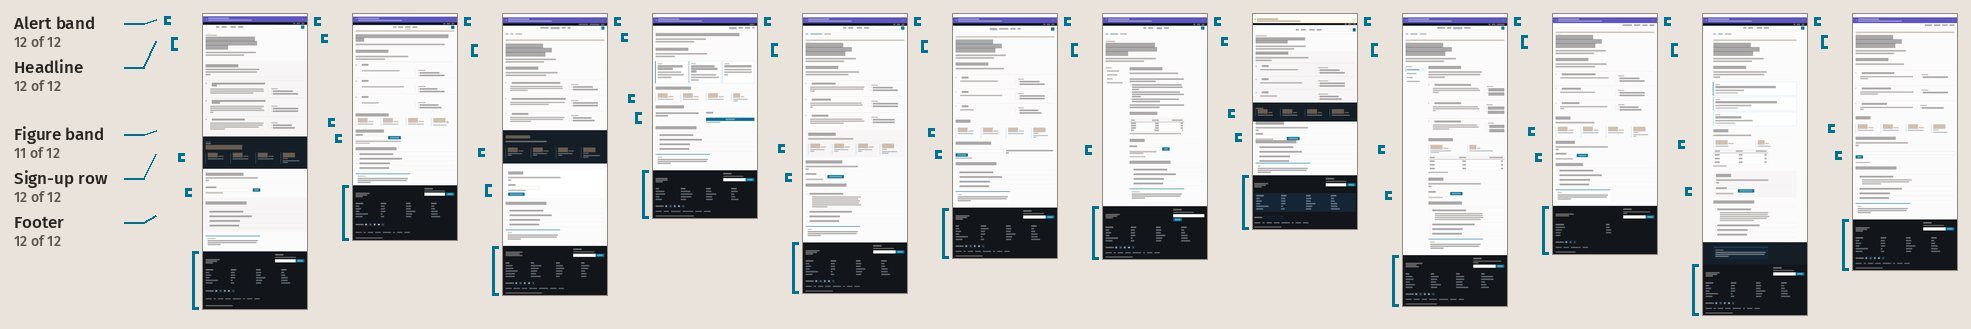 Alert band
12 of 12
Headline
12 of 12
Figure band
11 of 12
Sign-up row
12 of 12
Footer
12 of 12